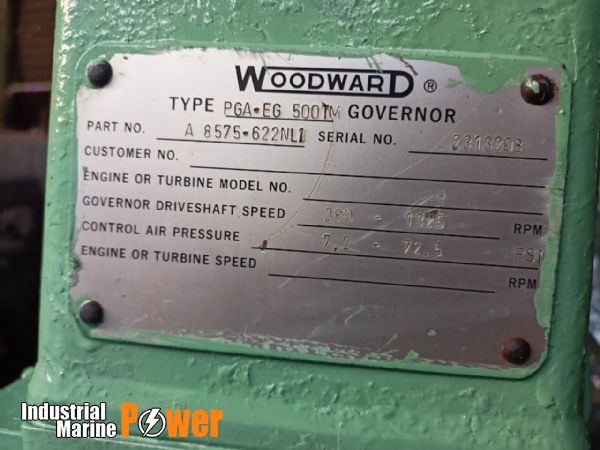 WOODWARD ®
TYPE PGA-EG 500TM GOVERNOR
PART NO. A 8575-622NL1 SERIAL NO. 2313208
CUSTOMER NO.
ENGINE OR TURBINE MODEL NO.
GOVERNOR DRIVESHAFT SPEED 280 - 1325 RPM
CONTROL AIR PRESSURE 7,2 - 72.5 PSI
ENGINE OR TURBINE SPEED RPM
Industrial
Marine Power